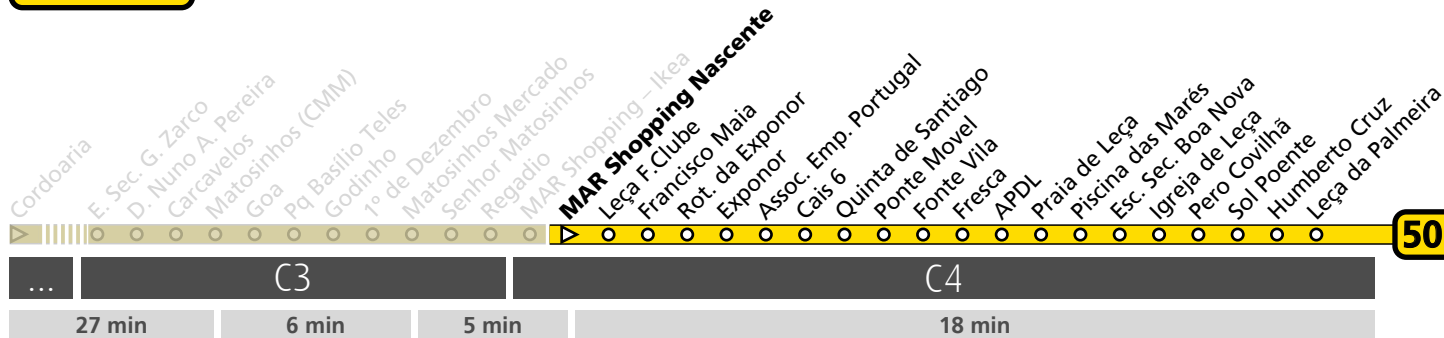 Cordoaria
E. Sec. G. Zarco
D. Nuno A. Pereira
Carcavelos
Matosinhos (CMM)
Goa
Pq Basílio Teles
Godinho
1º de Dezembro
Matosinhos Mercado
Senhor Matosinhos
Regadio
MAR Shopping – Ikea
MAR Shopping Nascente
Leça F.Clube
Francisco Maia
Rot. da Exponor
Exponor
Assoc. Emp. Portugal
Cais 6
Quinta de Santiago
Ponte Movel
Fonte Vila
Fresca
APDL
Praia de Leça
Piscina das Marés
Esc. Sec. Boa Nova
Igreja de Leça
Pero Covilhã
Sol Poente
Humberto Cruz
Leça da Palmeira
50
... C3 C4
27 min 6 min 5 min 18 min